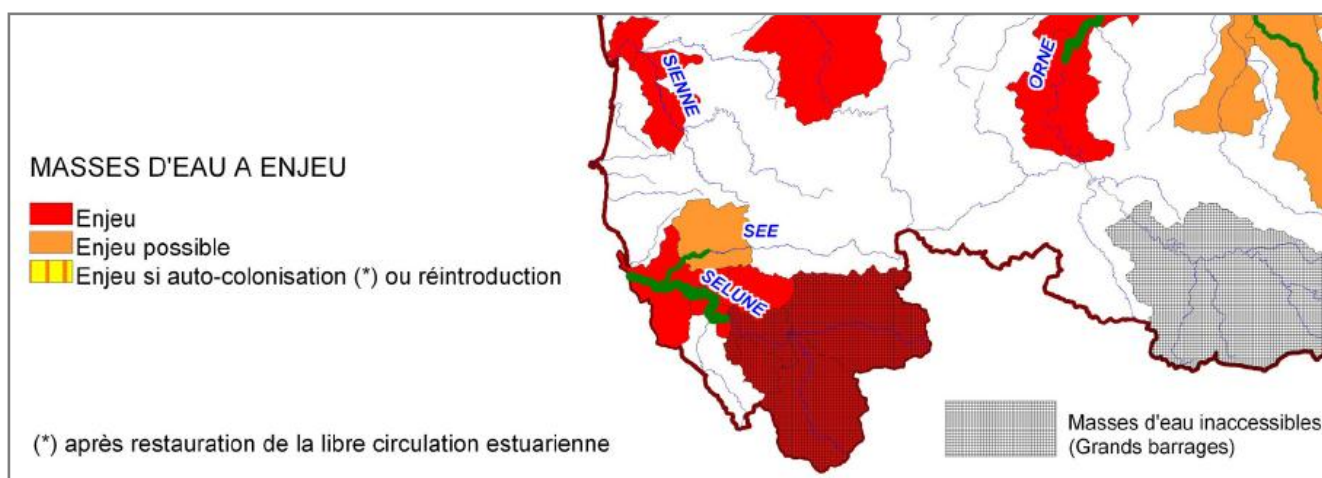 SIENNE
ORNE
MASSES D'EAU A ENJEU
Enjeu
Enjeu possible
Enjeu si auto-colonisation (*) ou réintroduction
SEE
SELUNE
(*) après restauration de la libre circulation estuarienne
Masses d'eau inaccessibles
(Grands barrages)